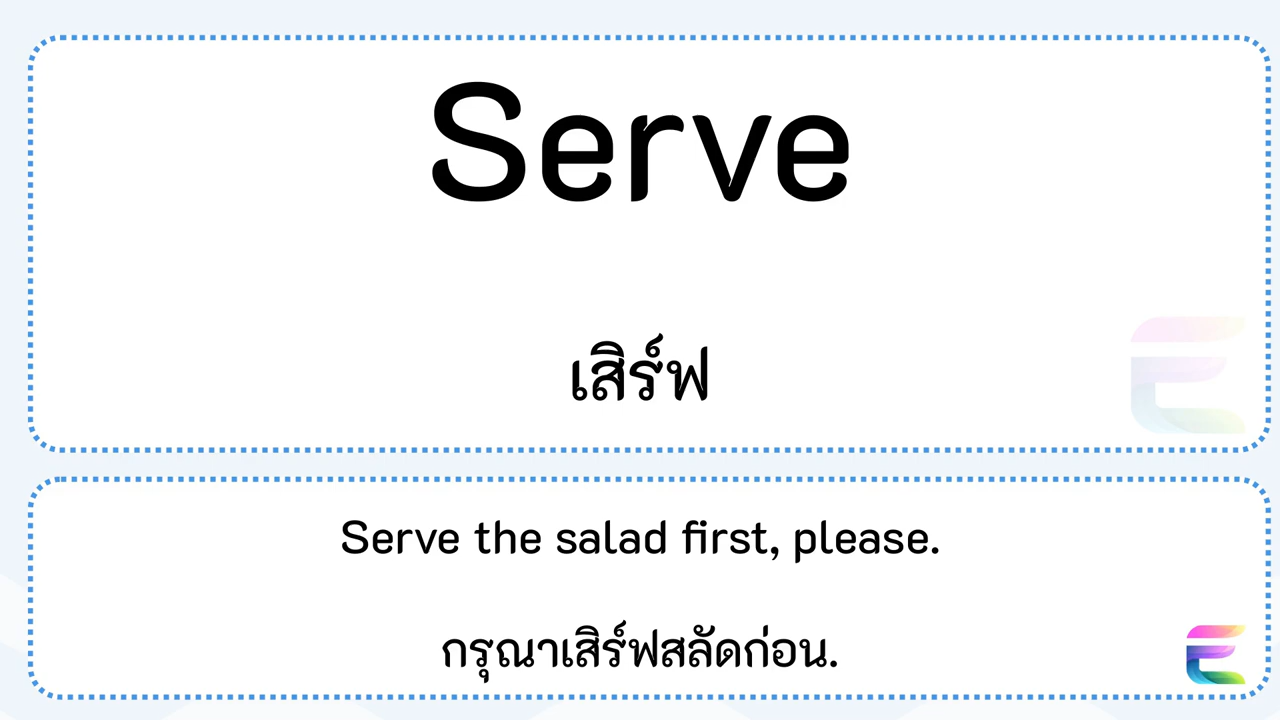 Serve
เสิร์ฟ
Serve the salad first, please.
กรุณาเสิร์ฟสลัดก่อน.